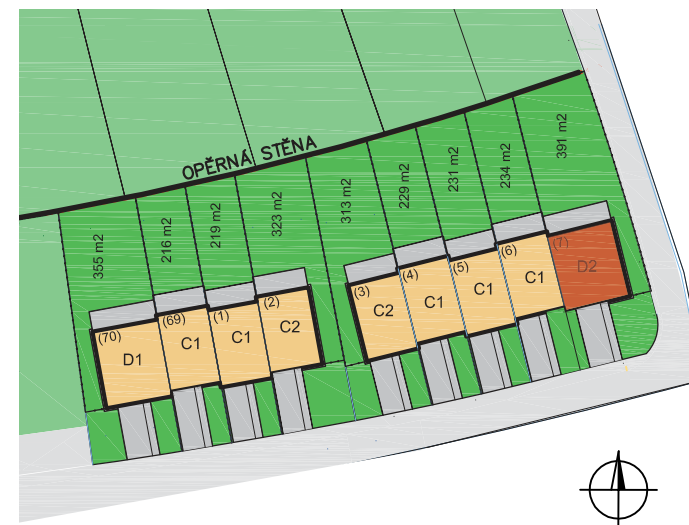 OPĚRNÁ STĚNA
355 m2
216 m2
219 m2
323 m2
313 m2
229 m2
231 m2
234 m2
391 m2
(70)
D1
(69)
C1
(1)
C1
(2)
C2
(3)
C2
(4)
C1
(5)
C1
(6)
C1
(7)
D2